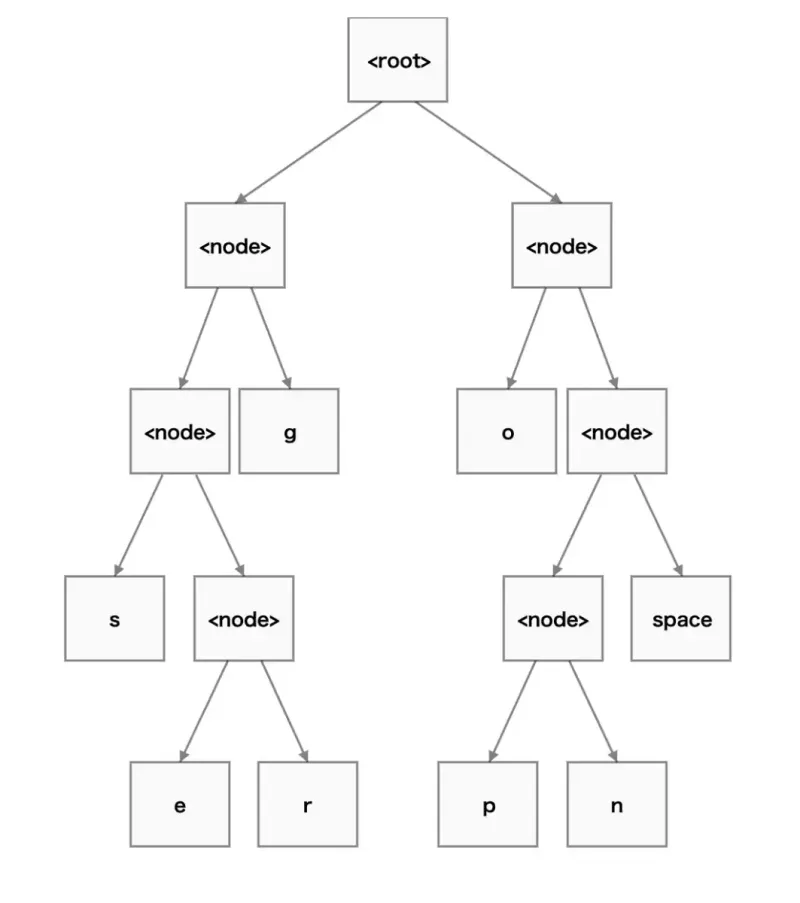 <root>
<node> <node>
<node> g o <node>
s <node> <node> space
e r p n